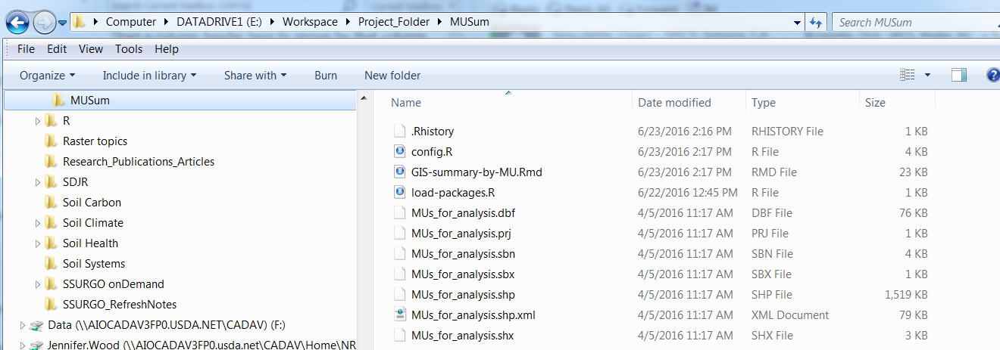 Computer ▸ DATADRIVE1 (E:) ▸ Workspace ▸ Project_Folder ▸ MUSum
Search MUSum
File Edit View Tools Help
Organize Include in library Share with Burn New folder
MUSum
R
Raster topics
Research_Publications_Articles
SDJR
Soil Carbon
Soil Climate
Soil Health
Soil Systems
SSURGO onDemand
SSURGO_RefreshNotes
Data (\\AIOCADAV3FP0.USDA.NET\CADAV) (F:)
Jennifer.Wood (\\AIOCADAV3FP0.usda.net\CADAV\Home\NR
Name Date modified Type Size
.Rhistory 6/23/2016 2:16 PM RHISTORY File 1 KB
config.R 6/23/2016 2:17 PM R File 4 KB
GIS-summary-by-MU.Rmd 6/23/2016 2:17 PM RMD File 23 KB
load-packages.R 6/22/2016 12:45 PM R File 1 KB
MUs_for_analysis.dbf 4/5/2016 11:17 AM DBF File 76 KB
MUs_for_analysis.prj 4/5/2016 11:17 AM PRJ File 1 KB
MUs_for_analysis.sbn 4/5/2016 11:17 AM SBN File 4 KB
MUs_for_analysis.sbx 4/5/2016 11:17 AM SBX File 1 KB
MUs_for_analysis.shp 4/5/2016 11:17 AM SHP File 1,519 KB
MUs_for_analysis.shp.xml 4/5/2016 11:17 AM XML Document 79 KB
MUs_for_analysis.shx 4/5/2016 11:17 AM SHX File 3 KB